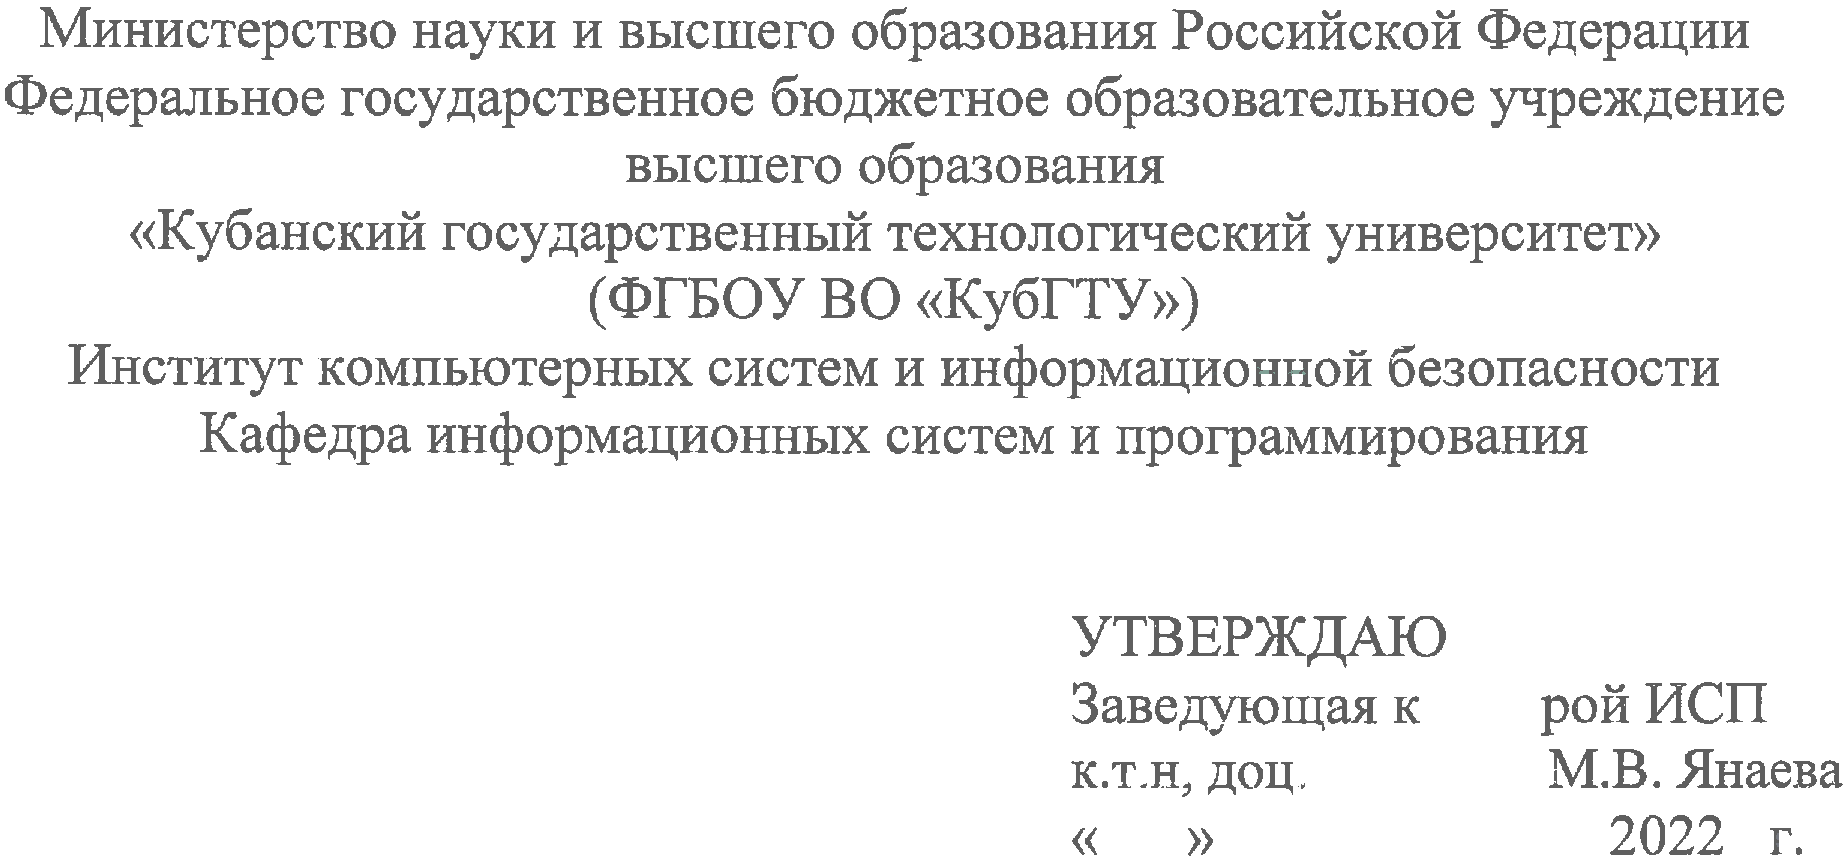 Министерство науки и высшего образования Российской Федерации
Федеральное государственное бюджетное образовательное учреждение
высшего образования
«Кубанский государственный технологический университет»
(ФГБОУ ВО «КубГТУ»)
Институт компьютерных систем и информационной безопасности
Кафедра информационных систем и программирования
УТВЕРЖДАЮ
Заведующая к рой ИСП
к.т.н, доц. М.В. Янаева
« » 2022 г.